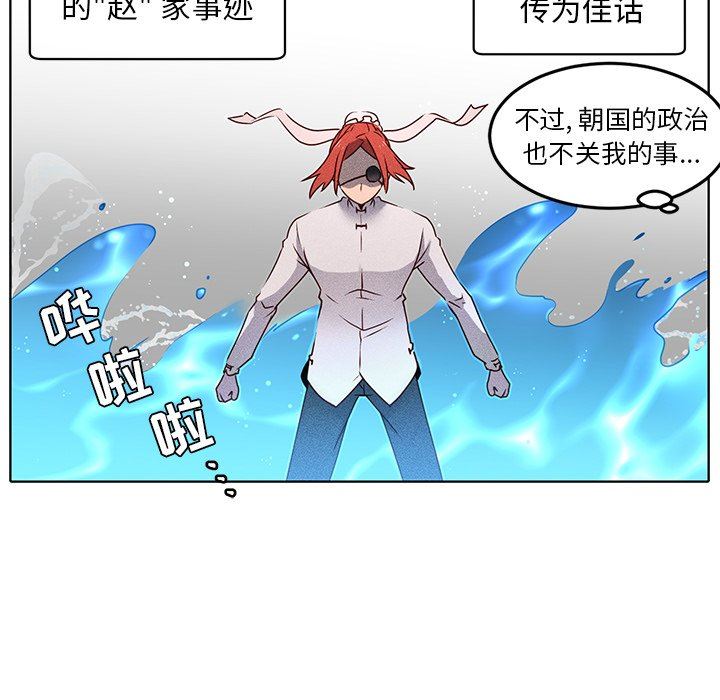 的"赵" 家事迹
传为佳话
不过, 朝国的政治
也不关我的事...
哗
啦
啦